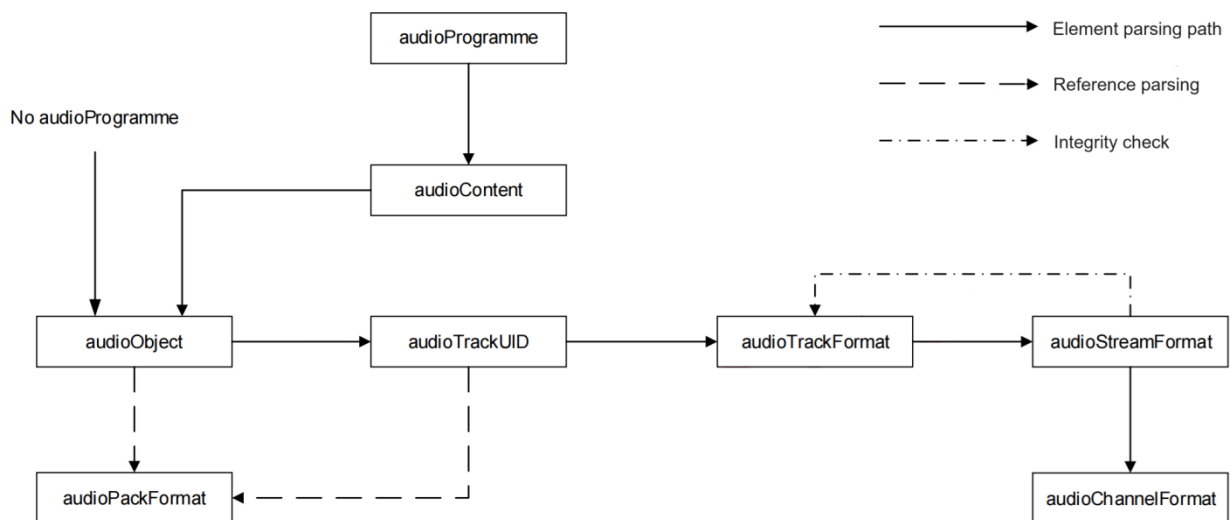 audioProgramme
Element parsing path
Reference parsing
No audioProgramme
Integrity check
audioContent
audioObject
audioTrackUID
audioTrackFormat
audioStreamFormat
audioPackFormat
audioChannelFormat